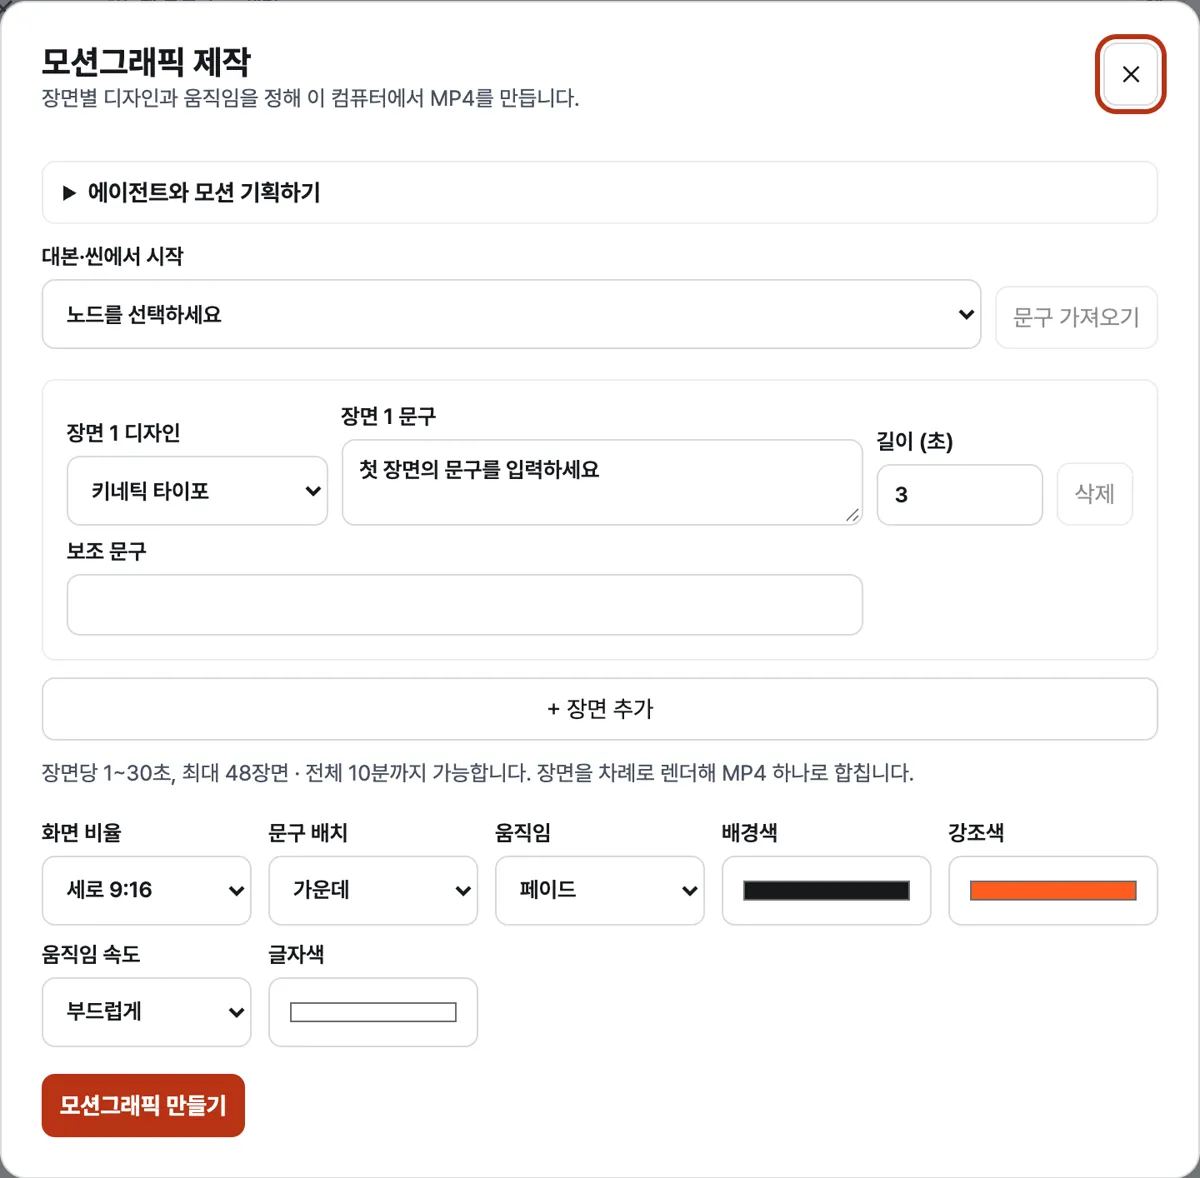 모션그래픽 제작
장면별 디자인과 움직임을 정해 이 컴퓨터에서 MP4를 만듭니다.
▶ 에이전트와 모션 기획하기
대본·씬에서 시작
노드를 선택하세요
문구 가져오기
장면 1 디자인
장면 1 문구
길이 (초)
키네틱 타이포
첫 장면의 문구를 입력하세요
3
삭제
보조 문구
+ 장면 추가
장면당 1~30초, 최대 48장면 · 전체 10분까지 가능합니다. 장면을 차례로 렌더해 MP4 하나로 합칩니다.
화면 비율
문구 배치
움직임
배경색
강조색
세로 9:16
가운데
페이드
움직임 속도
글자색
부드럽게
모션그래픽 만들기